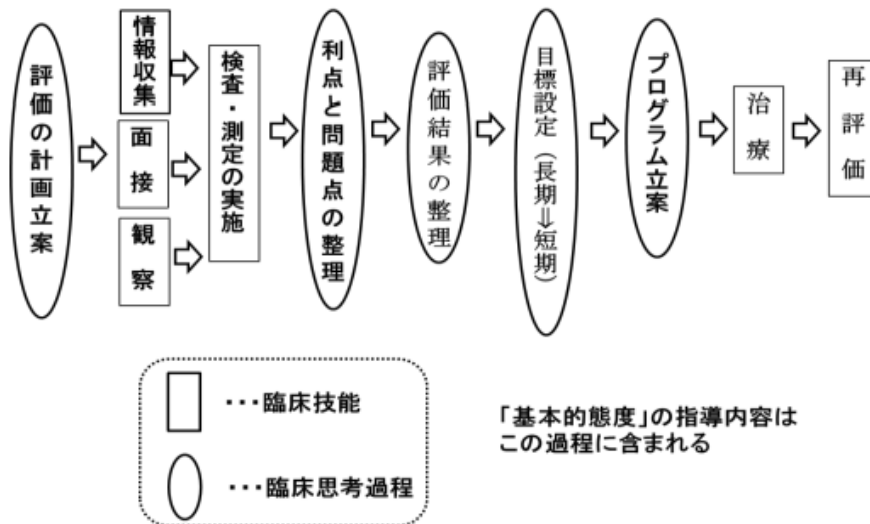 評価の計画立案
情報収集
面接
観察
検査・測定の実施
利点と問題点の整理
評価結果の整理
目標設定（長期⇒短期）
プログラム立案
治療
再評価
・・・臨床技能
・・・臨床思考過程
「基本的態度」の指導内容は
この過程に含まれる